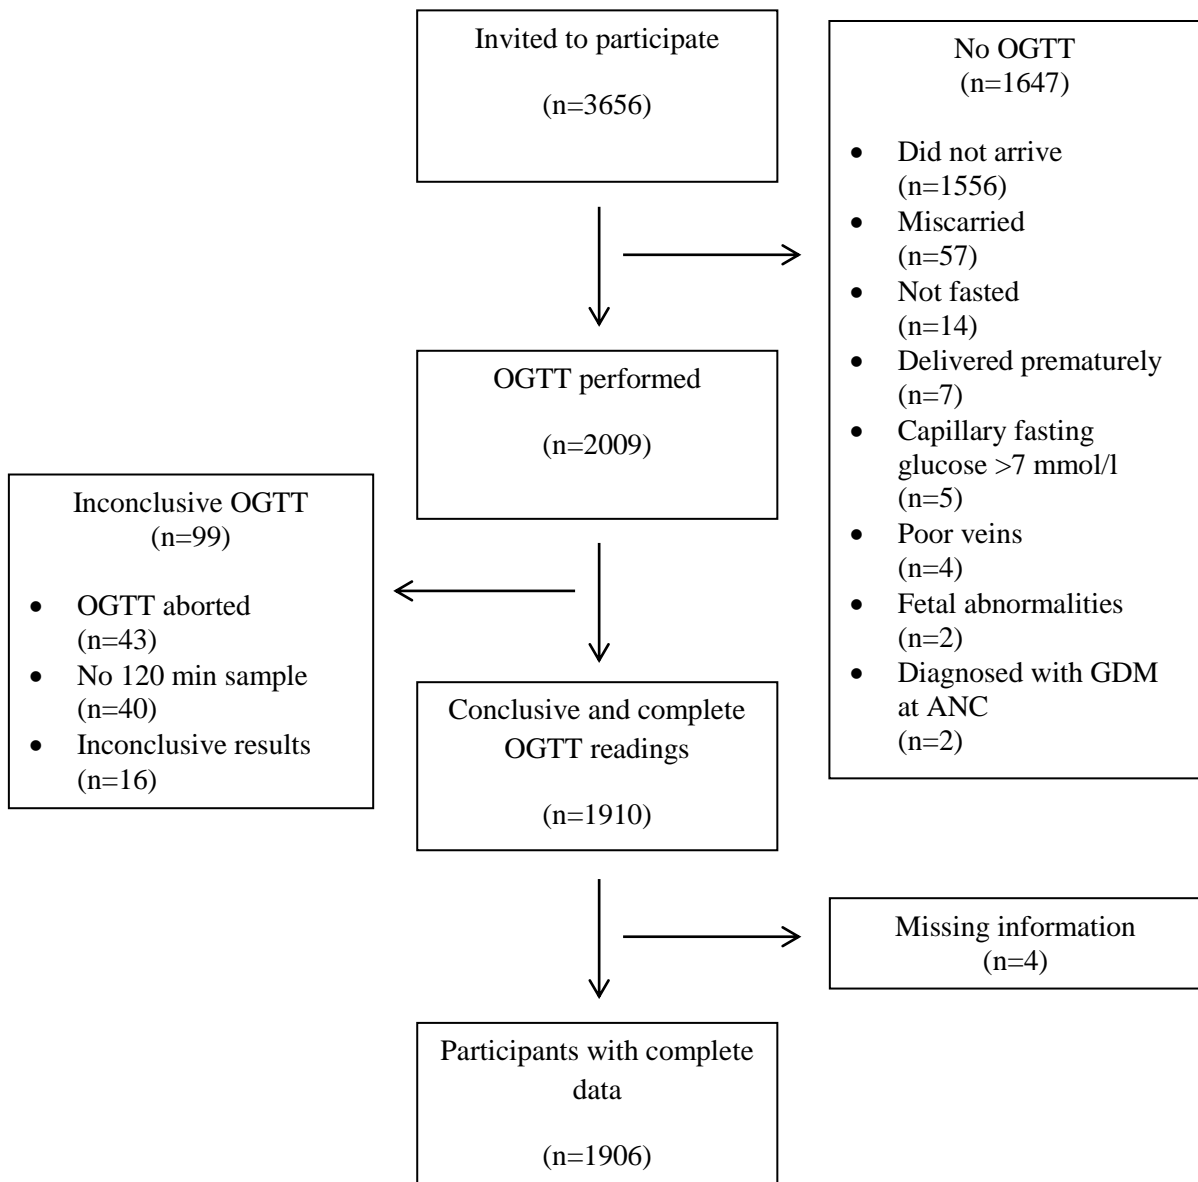 Invited to participate
(n=3656)
No OGTT
(n=1647)
• Did not arrive
(n=1556)
• Miscarried
(n=57)
• Not fasted
(n=14)
• Delivered prematurely
(n=7)
• Capillary fasting
glucose >7 mmol/l
(n=5)
• Poor veins
(n=4)
• Fetal abnormalities
(n=2)
• Diagnosed with GDM
at ANC
(n=2)
OGTT performed
(n=2009)
Inconclusive OGTT
(n=99)
• OGTT aborted
(n=43)
• No 120 min sample
(n=40)
• Inconclusive results
(n=16)
Conclusive and complete
OGTT readings
(n=1910)
Missing information
(n=4)
Participants with complete
data
(n=1906)